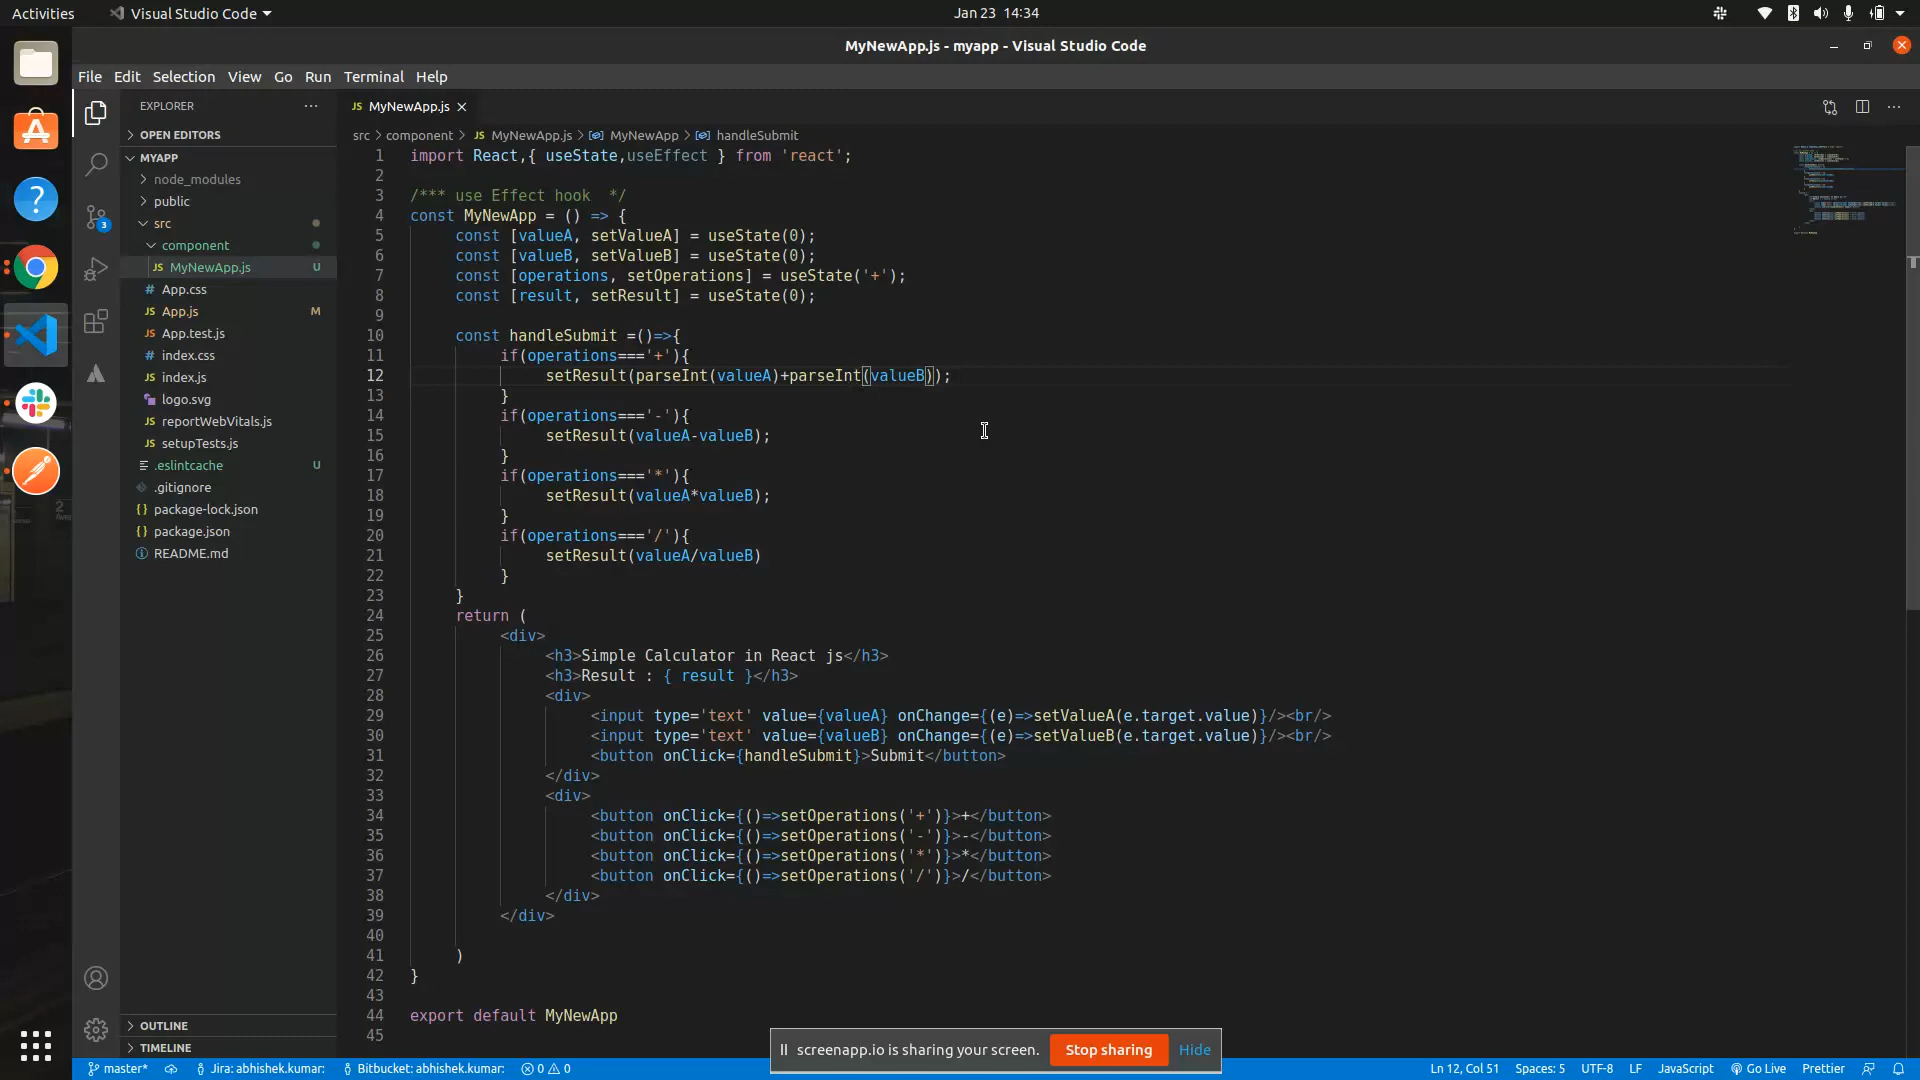 Activities
Visual Studio Code
Jan 23 14:34
MyNewApp.js - myapp - Visual Studio Code
File Edit Selection View Go Run Terminal Help
EXPLORER
OPEN EDITORS
MYAPP
node_modules
public
src
component
JS MyNewApp.js U
# App.css
JS App.js M
JS App.test.js
# index.css
JS index.js
logo.svg
JS reportWebVitals.js
JS setupTests.js
.eslintcache U
.gitignore
{} package-lock.json
{} package.json
README.md
OUTLINE
TIMELINE
3
JS MyNewApp.js
src > component > JS MyNewApp.js > MyNewApp > handleSubmit
1 import React,{ useState,useEffect } from 'react';
2
3 /*** use Effect hook  */
4 const MyNewApp = () => {
5 const [valueA, setValueA] = useState(0);
6 const [valueB, setValueB] = useState(0);
7 const [operations, setOperations] = useState('+');
8 const [result, setResult] = useState(0);
9
10 const handleSubmit =()=>{
11 if(operations==='+'){
12 setResult(parseInt(valueA)+parseInt(valueB));
13 }
14 if(operations==='-'){
15 setResult(valueA-valueB);
16 }
17 if(operations==='*'){
18 setResult(valueA*valueB);
19 }
20 if(operations==='/'){
21 setResult(valueA/valueB)
22 }
23 }
24 return (
25 <div>
26 <h3>Simple Calculator in React js</h3>
27 <h3>Result : { result }</h3>
28 <div>
29 <input type='text' value={valueA} onChange={(e)=>setValueA(e.target.value)}/><br/>
30 <input type='text' value={valueB} onChange={(e)=>setValueB(e.target.value)}/><br/>
31 <button onClick={handleSubmit}>Submit</button>
32 </div>
33 <div>
34 <button onClick={()=>setOperations('+')}>+</button>
35 <button onClick={()=>setOperations('-')}>-</button>
36 <button onClick={()=>setOperations('*')}>*</button>
37 <button onClick={()=>setOperations('/')}>/</button>
38 </div>
39 </div>
40
41 )
42 }
43
44 export default MyNewApp
45
screenapp.io is sharing your screen. Stop sharing Hide
master* Jira: abhishek.kumar: Bitbucket: abhishek.kumar: 0 0
Ln 12, Col 51 Spaces: 5 UTF-8 LF JavaScript Go Live Prettier